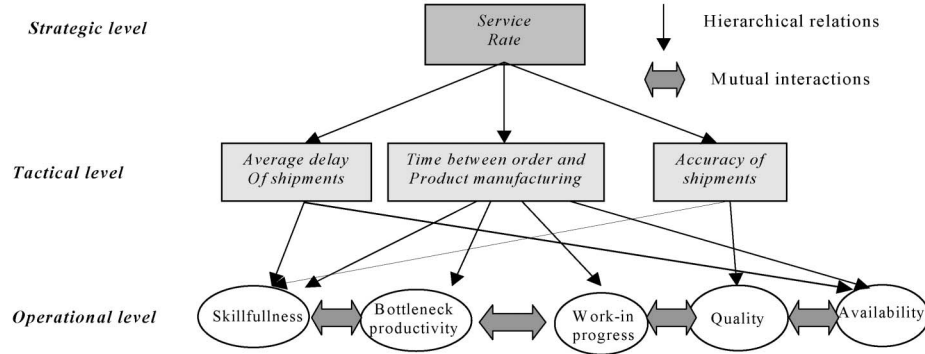 Strategic level
Service
Rate
Hierarchical relations
Mutual interactions
Tactical level
Average delay
Of shipments
Time between order and
Product manufacturing
Accuracy of
shipments
Operational level
Skillfullness
Bottleneck
productivity
Work-in
progress
Quality
Availability